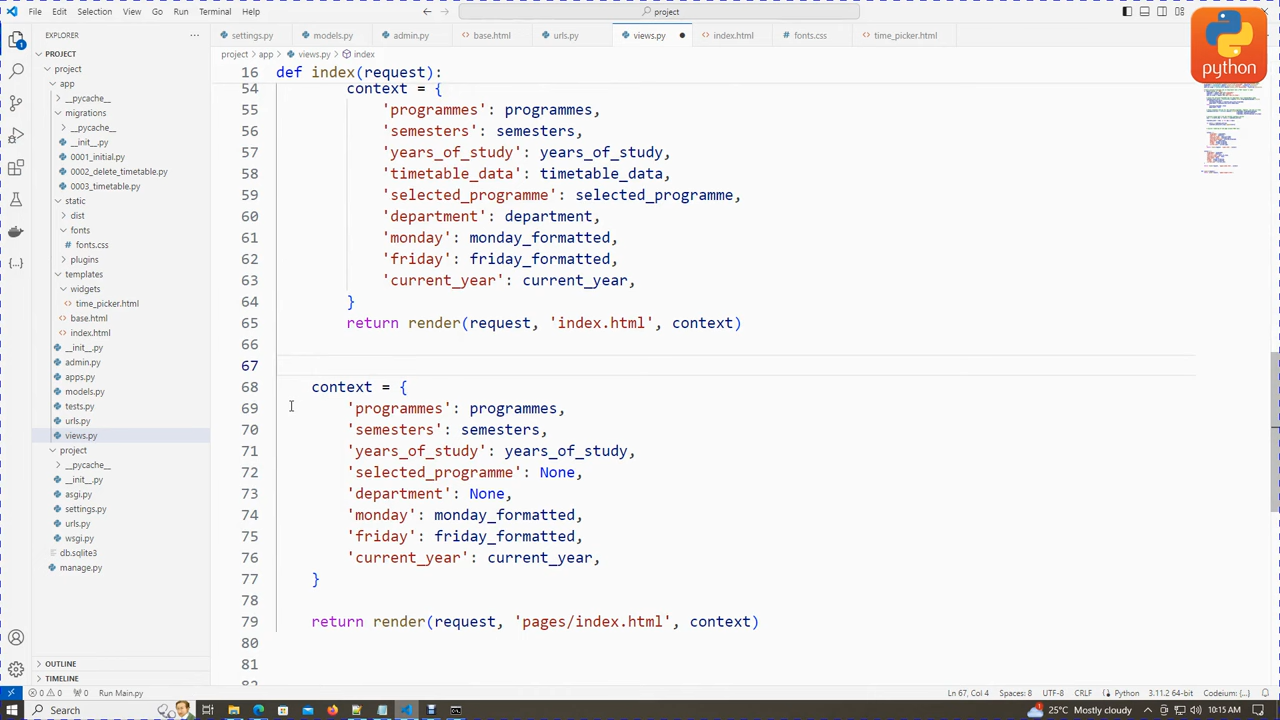 File Edit Selection View Go Run Terminal Help
project
EXPLORER
settings.py models.py admin.py base.html urls.py views.py index.html fonts.css time_picker.html
python
PROJECT
project > app > views.py > index
project
app
__pycache__
migrations
__pycache__
__init__.py
0001_initial.py
0002_delete_timetable.py
0003_timetable.py
static
dist
fonts
fonts.css
plugins
templates
widgets
time_picker.html
base.html
index.html
__init__.py
admin.py
apps.py
models.py
tests.py
urls.py
views.py
project
__pycache__
__init__.py
asgi.py
settings.py
urls.py
wsgi.py
db.sqlite3
manage.py
OUTLINE
TIMELINE
16 def index(request):
54 context = {
55 'programmes': programmes,
56 'semesters': semesters,
57 'years_of_study': years_of_study,
58 'timetable_data': timetable_data,
59 'selected_programme': selected_programme,
60 'department': department,
61 'monday': monday_formatted,
62 'friday': friday_formatted,
63 'current_year': current_year,
64 }
65 return render(request, 'index.html', context)
66
67
68 context = {
69 'programmes': programmes,
70 'semesters': semesters,
71 'years_of_study': years_of_study,
72 'selected_programme': None,
73 'department': None,
74 'monday': monday_formatted,
75 'friday': friday_formatted,
76 'current_year': current_year,
77 }
78
79 return render(request, 'pages/index.html', context)
80
81
0 0 0 Run Main.py Ln 67, Col 4 Spaces: 8 UTF-8 CRLF Python 3.11.2 64-bit Codeium: {...}
Search 25°C Mostly cloudy 10:15 AM